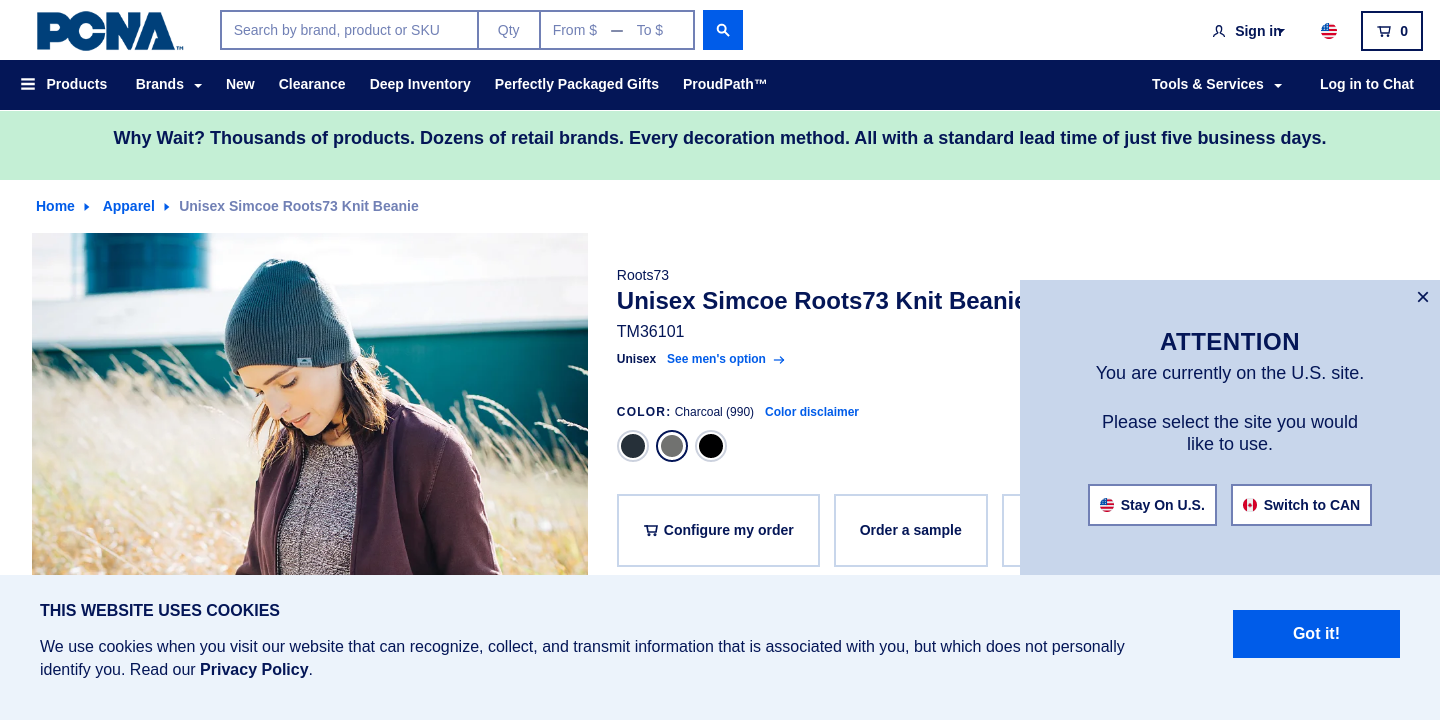 PCNA™
Search by brand, product or SKU
Qty
From $ — To $
Sign in
0
Products
Brands
New
Clearance
Deep Inventory
Perfectly Packaged Gifts
ProudPath™
Tools & Services
Log in to Chat
Why Wait? Thousands of products. Dozens of retail brands. Every decoration method. All with a standard lead time of just five business days.
Home
Apparel
Unisex Simcoe Roots73 Knit Beanie
Roots73
Unisex Simcoe Roots73 Knit Beanie
TM36101
Unisex See men's option →
COLOR: Charcoal (990) Color disclaimer
Configure my order
Order a sample
×
ATTENTION
You are currently on the U.S. site.
Please select the site you would
like to use.
Stay On U.S.
Switch to CAN
THIS WEBSITE USES COOKIES
We use cookies when you visit our website that can recognize, collect, and transmit information that is associated with you, but which does not personally
identify you. Read our Privacy Policy.
Got it!